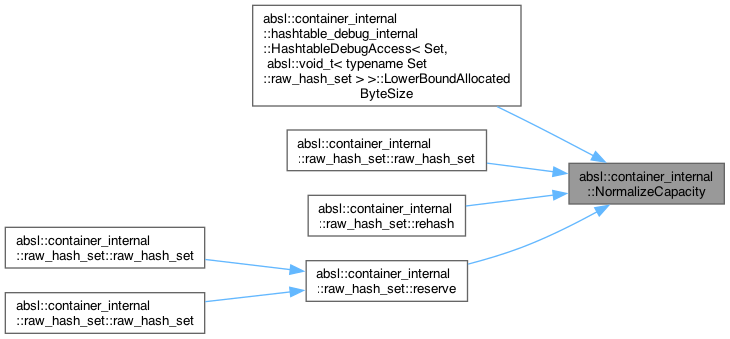 absl::container_internal
::hashtable_debug_internal
::HashtableDebugAccess< Set,
absl::void_t< typename Set
::raw_hash_set > >::LowerBoundAllocated
ByteSize
absl::container_internal
::raw_hash_set::raw_hash_set
absl::container_internal
::NormalizeCapacity
absl::container_internal
::raw_hash_set::rehash
absl::container_internal
::raw_hash_set::raw_hash_set
absl::container_internal
::raw_hash_set::reserve
absl::container_internal
::raw_hash_set::raw_hash_set